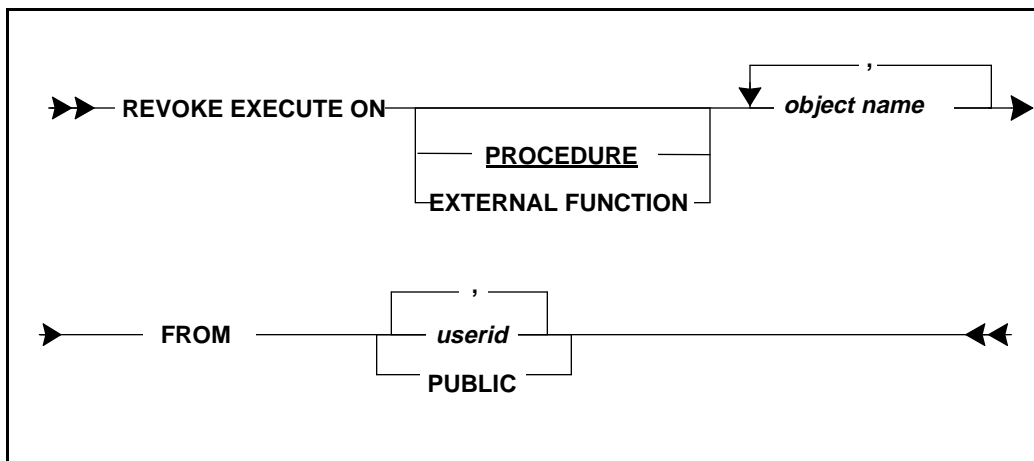 ,
REVOKE EXECUTE ON object name
PROCEDURE
EXTERNAL FUNCTION
,
FROM userid
PUBLIC